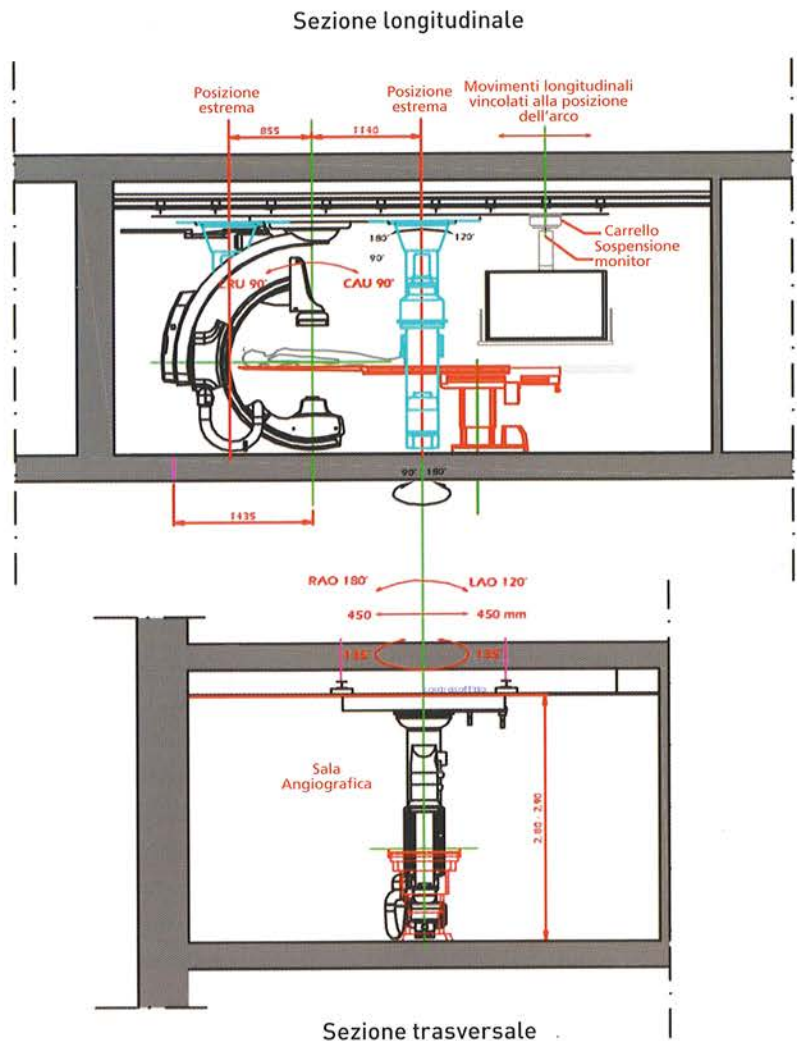 Sezione longitudinale
Posizione
estrema
Posizione
estrema
Movimenti longitudinali
vincolati alla posizione
dell'arco
855
1140
180°
120°
90°
CRU 90°
CAU 90°
Carrello
Sospensione
monitor
90°
180°
1435
RAO 180°
LAO 120°
450
450 mm
135°
135°
Sala
Angiografica
2.80 - 2.90
Sezione trasversale